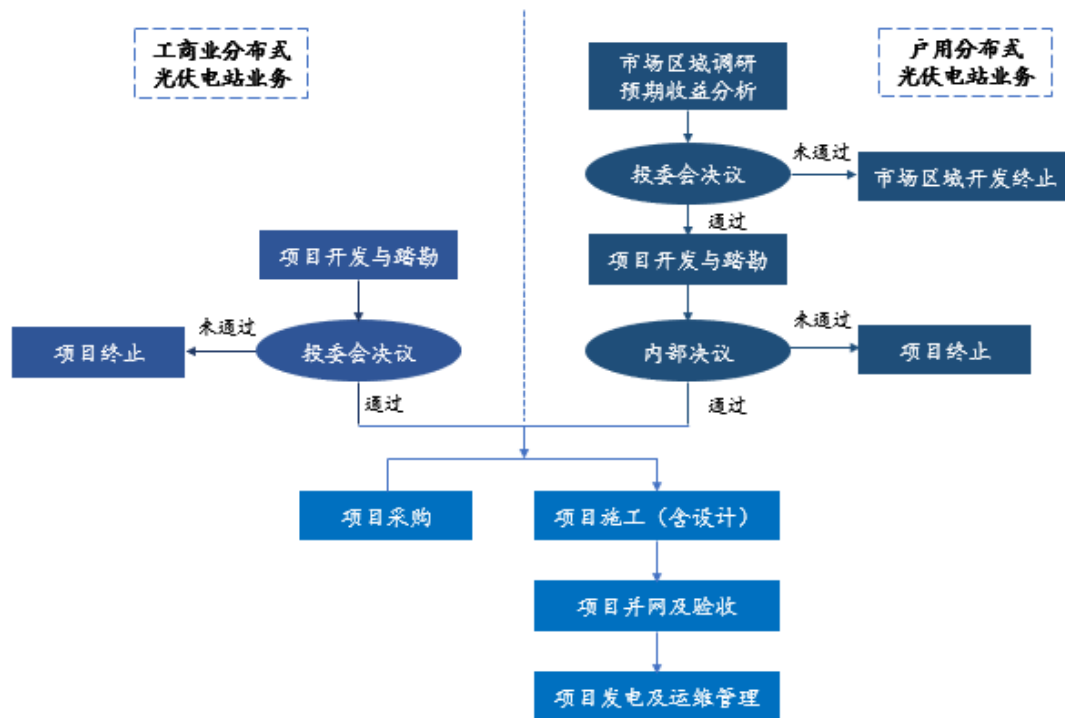 工商业分布式
光伏电站业务
市场区域调研
预期收益分析
户用分布式
光伏电站业务
投委会决议
未通过
市场区域开发终止
通过
项目开发与踏勘
项目开发与踏勘
项目终止
未通过
投委会决议
内部决议
未通过
项目终止
通过
通过
项目采购
项目施工（含设计）
项目并网及验收
项目发电及运维管理